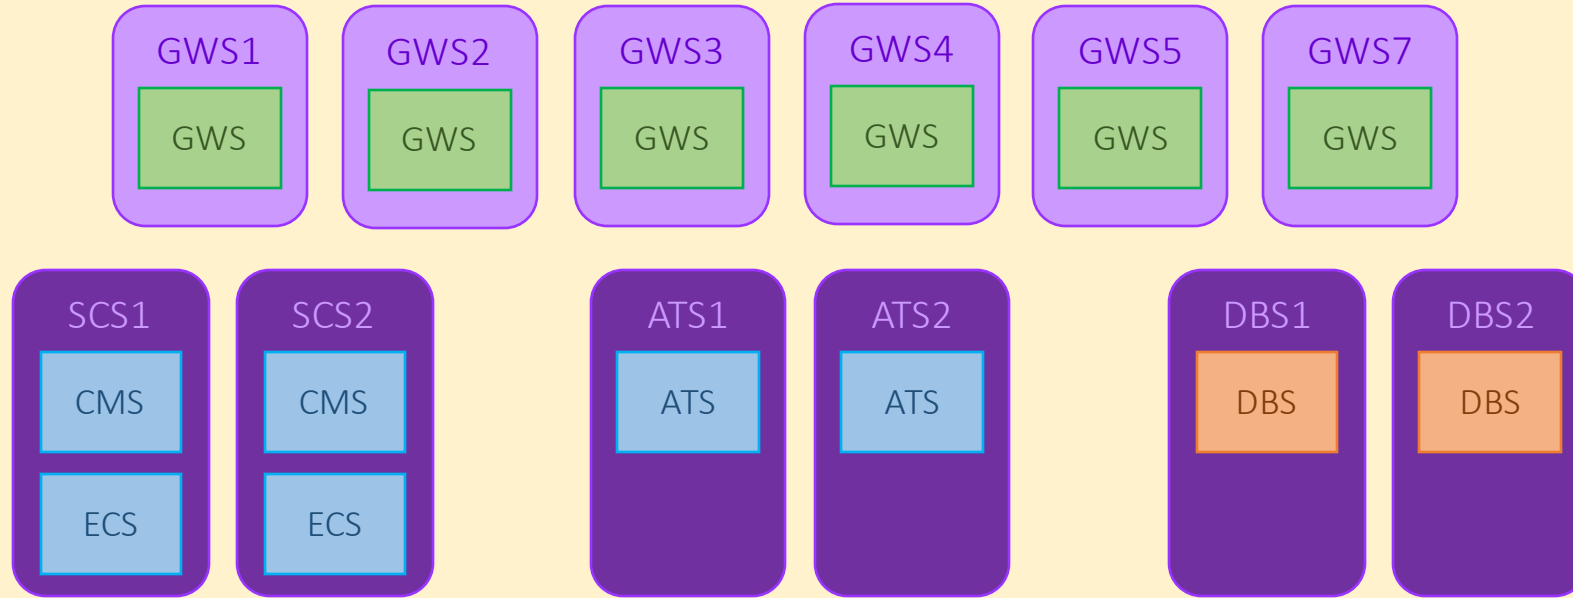 GWS1
GWS
GWS2
GWS
GWS3
GWS
GWS4
GWS
GWS5
GWS
GWS7
GWS
SCS1
CMS
ECS
SCS2
CMS
ECS
ATS1
ATS
ATS2
ATS
DBS1
DBS
DBS2
DBS